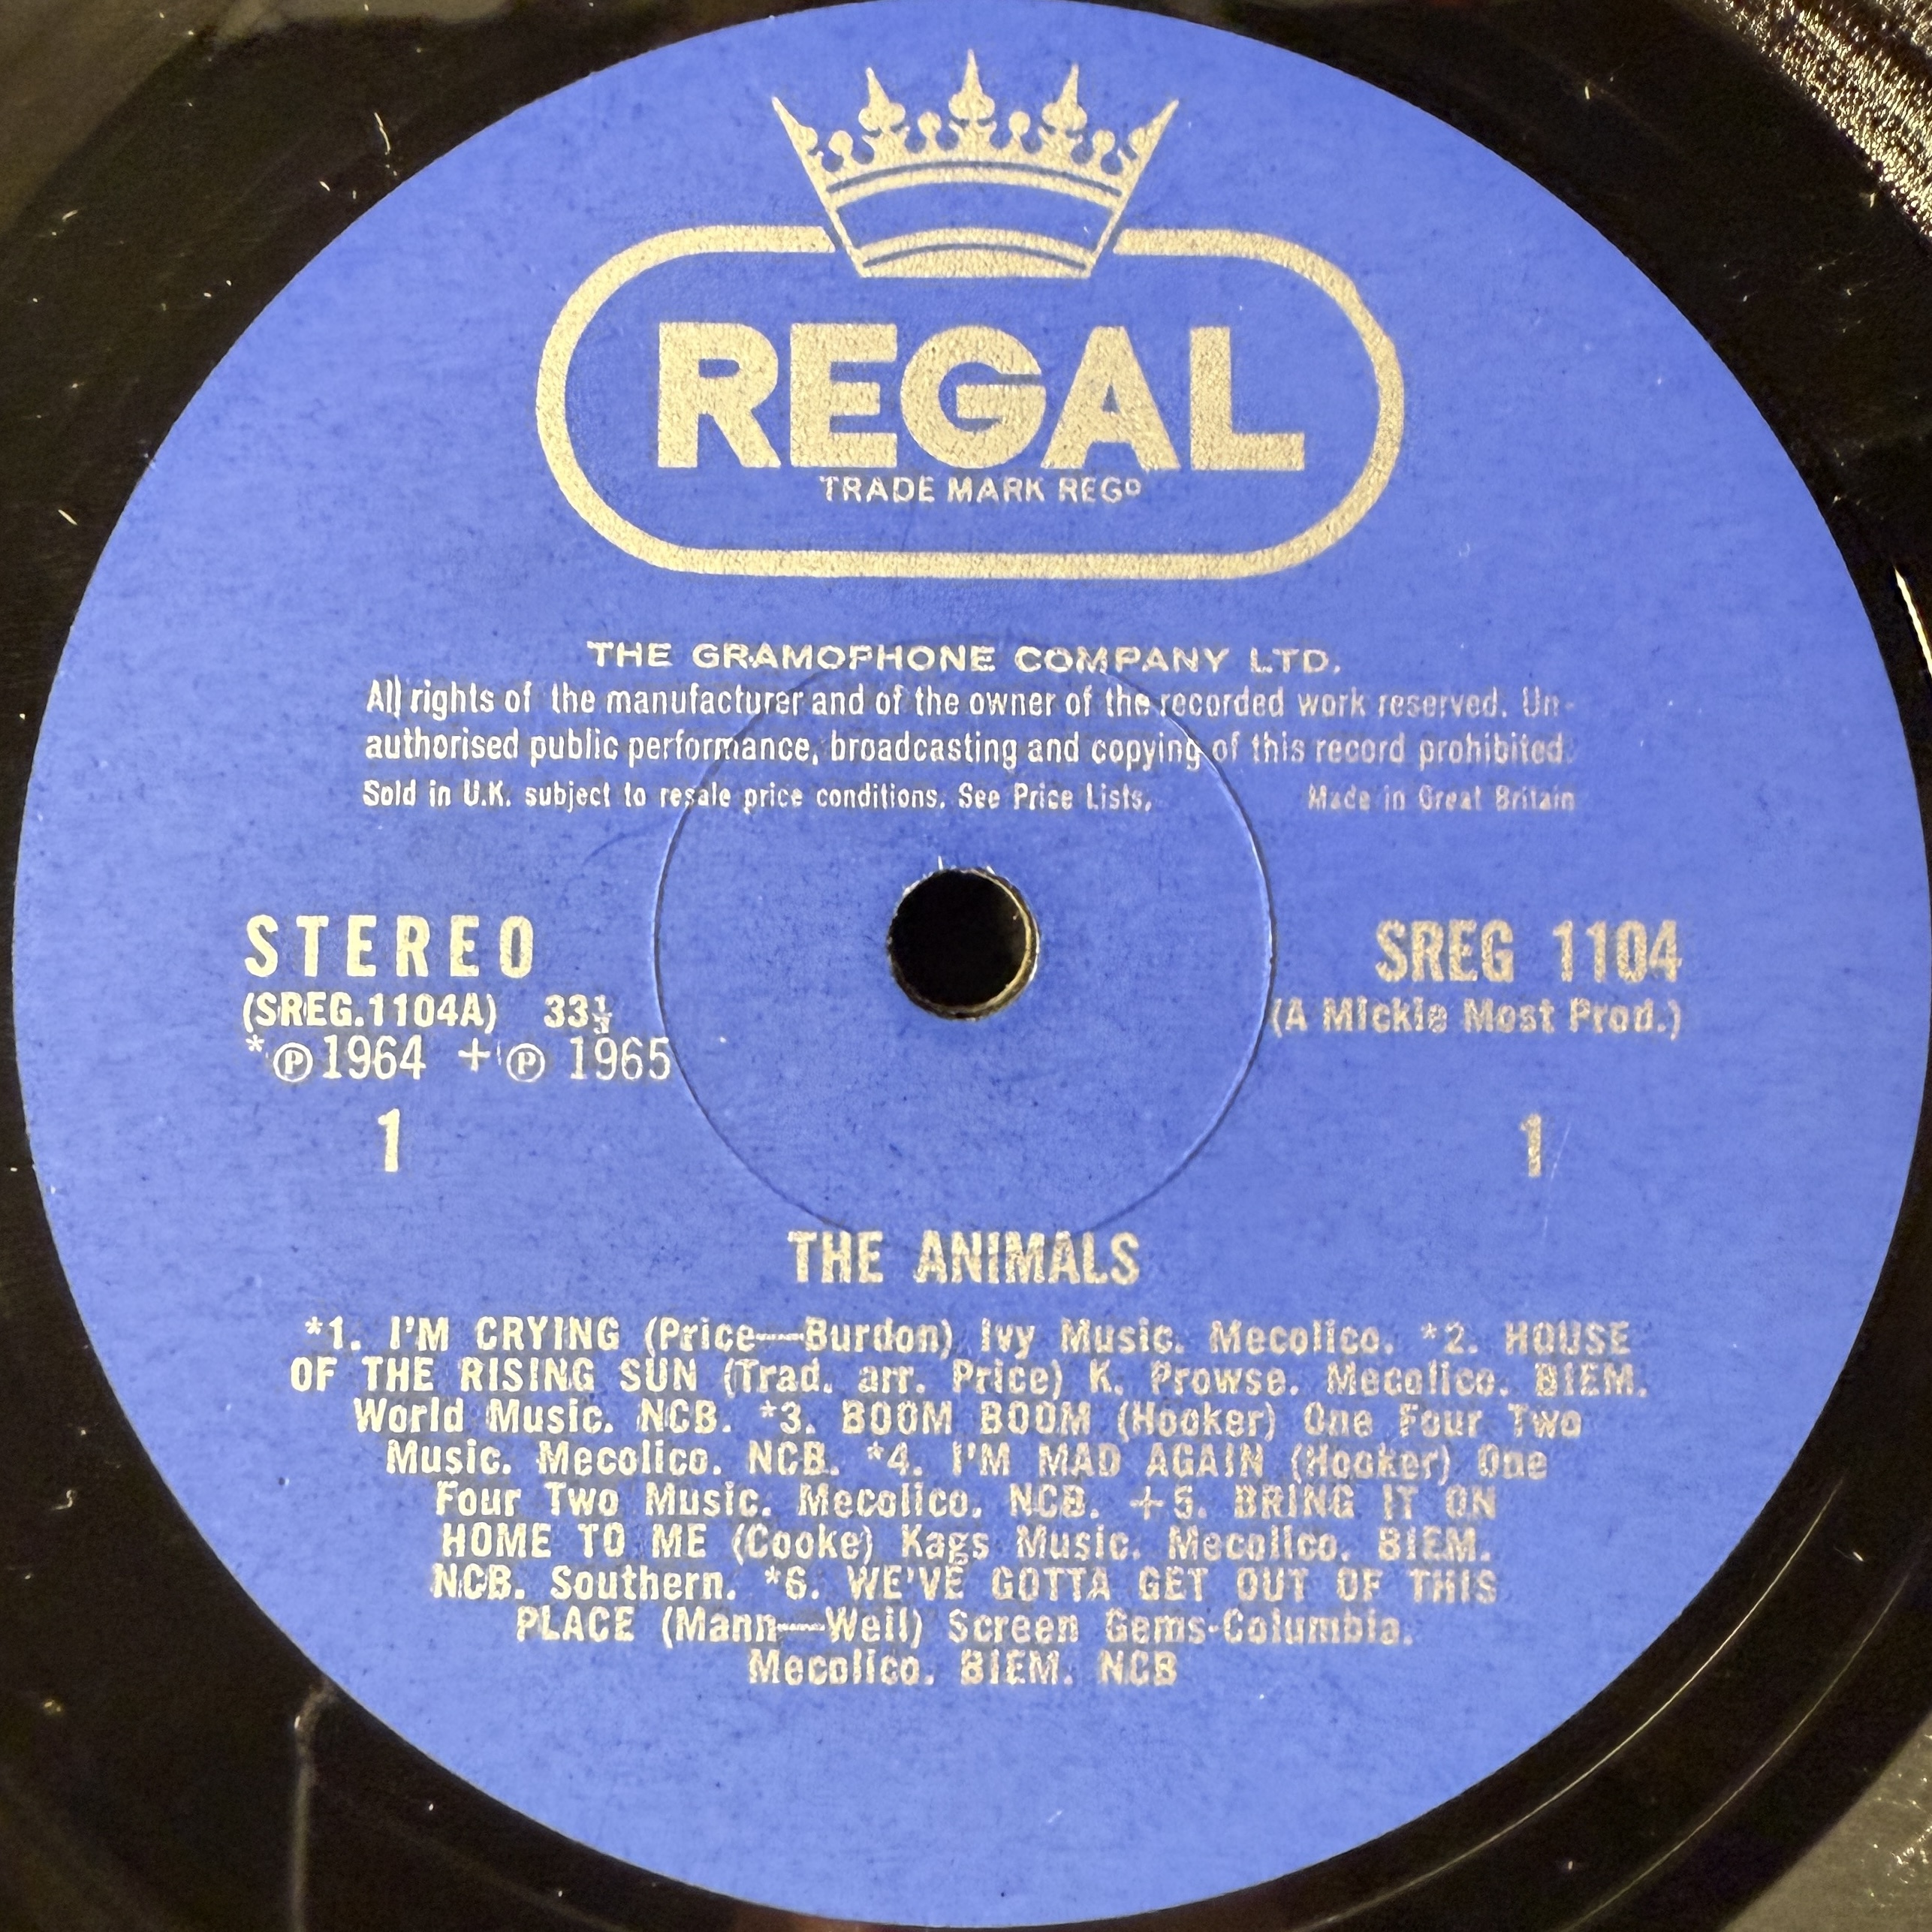 REGAL
TRADE MARK REGD
THE GRAMOPHONE COMPANY LTD.
All rights of the manufacturer and of the owner of the recorded work reserved. Un-
authorised public performance, broadcasting and copying of this record prohibited.
Sold in U.K. subject to resale price conditions. See Price Lists. Made in Great Britain
STEREO SREG 1104
(SREG.1104A) 33⅓ (A Mickie Most Prod.)
*℗1964 +℗ 1965
1 1
THE ANIMALS
*1. I'M CRYING (Price—Burdon) Ivy Music. Mecolico. *2. HOUSE
OF THE RISING SUN (Trad. arr. Price) K. Prowse. Mecolico. BIEM.
World Music. NCB. *3. BOOM BOOM (Hooker) One Four Two
Music. Mecolico. NCB. *4. I'M MAD AGAIN (Hooker) One
Four Two Music. Mecolico. NCB. +5. BRING IT ON
HOME TO ME (Cooke) Kags Music. Mecolico. BIEM.
NCB. Southern. *6. WE'VE GOTTA GET OUT OF THIS
PLACE (Mann—Weil) Screen Gems-Columbia.
Mecolico. BIEM. NCB